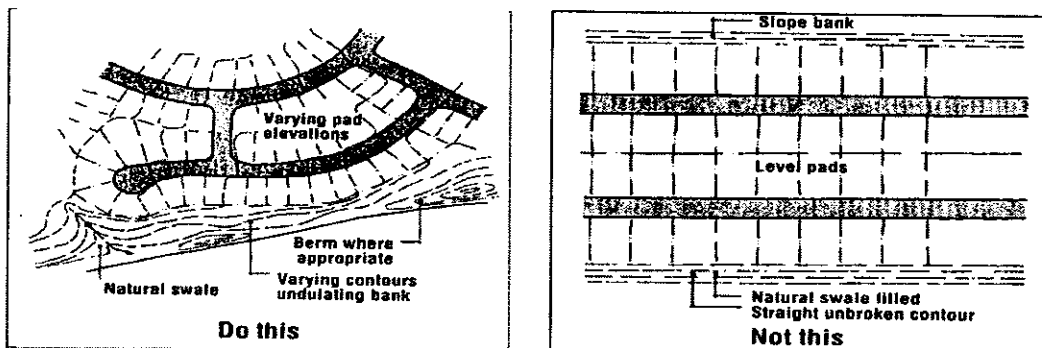 Varying pad
elevations
Berm where
appropriate
Natural swale
Varying contours
undulating bank
Do this
Slope bank
Level pads
Natural swale filled
Straight unbroken contour
Not this